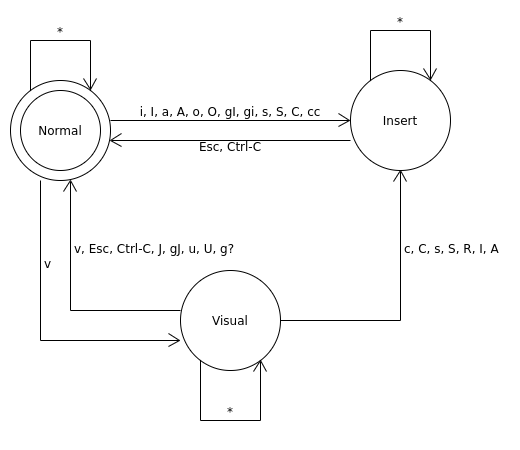 *
*
i, I, a, A, o, O, gI, gi, s, S, C, cc
Normal
Insert
Esc, Ctrl-C
v, Esc, Ctrl-C, J, gJ, u, U, g?
c, C, s, S, R, I, A
v
Visual
*